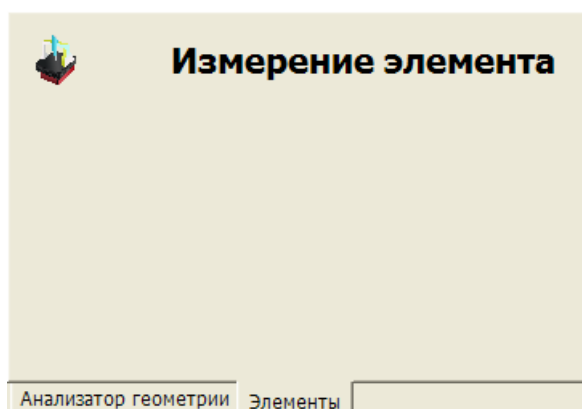 Измерение элемента
Анализатор геометрии
Элементы